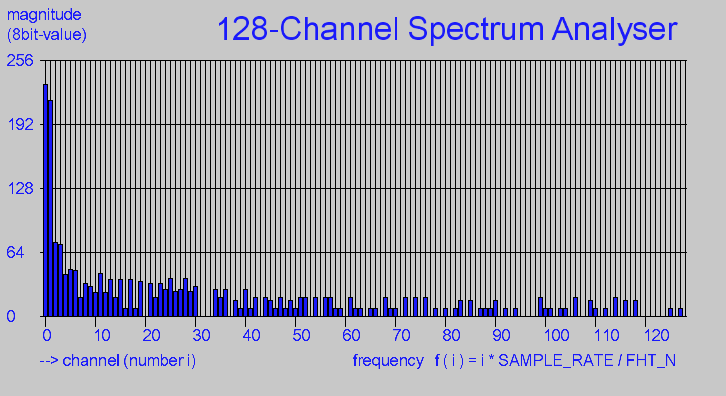 magnitude
(8bit-value)
128-Channel Spectrum Analyser
256
192
128
64
0
0 10 20 30 40 50 60 70 80 90 100 110 120
--> channel (number i)
frequency f ( i ) = i * SAMPLE_RATE / FHT_N